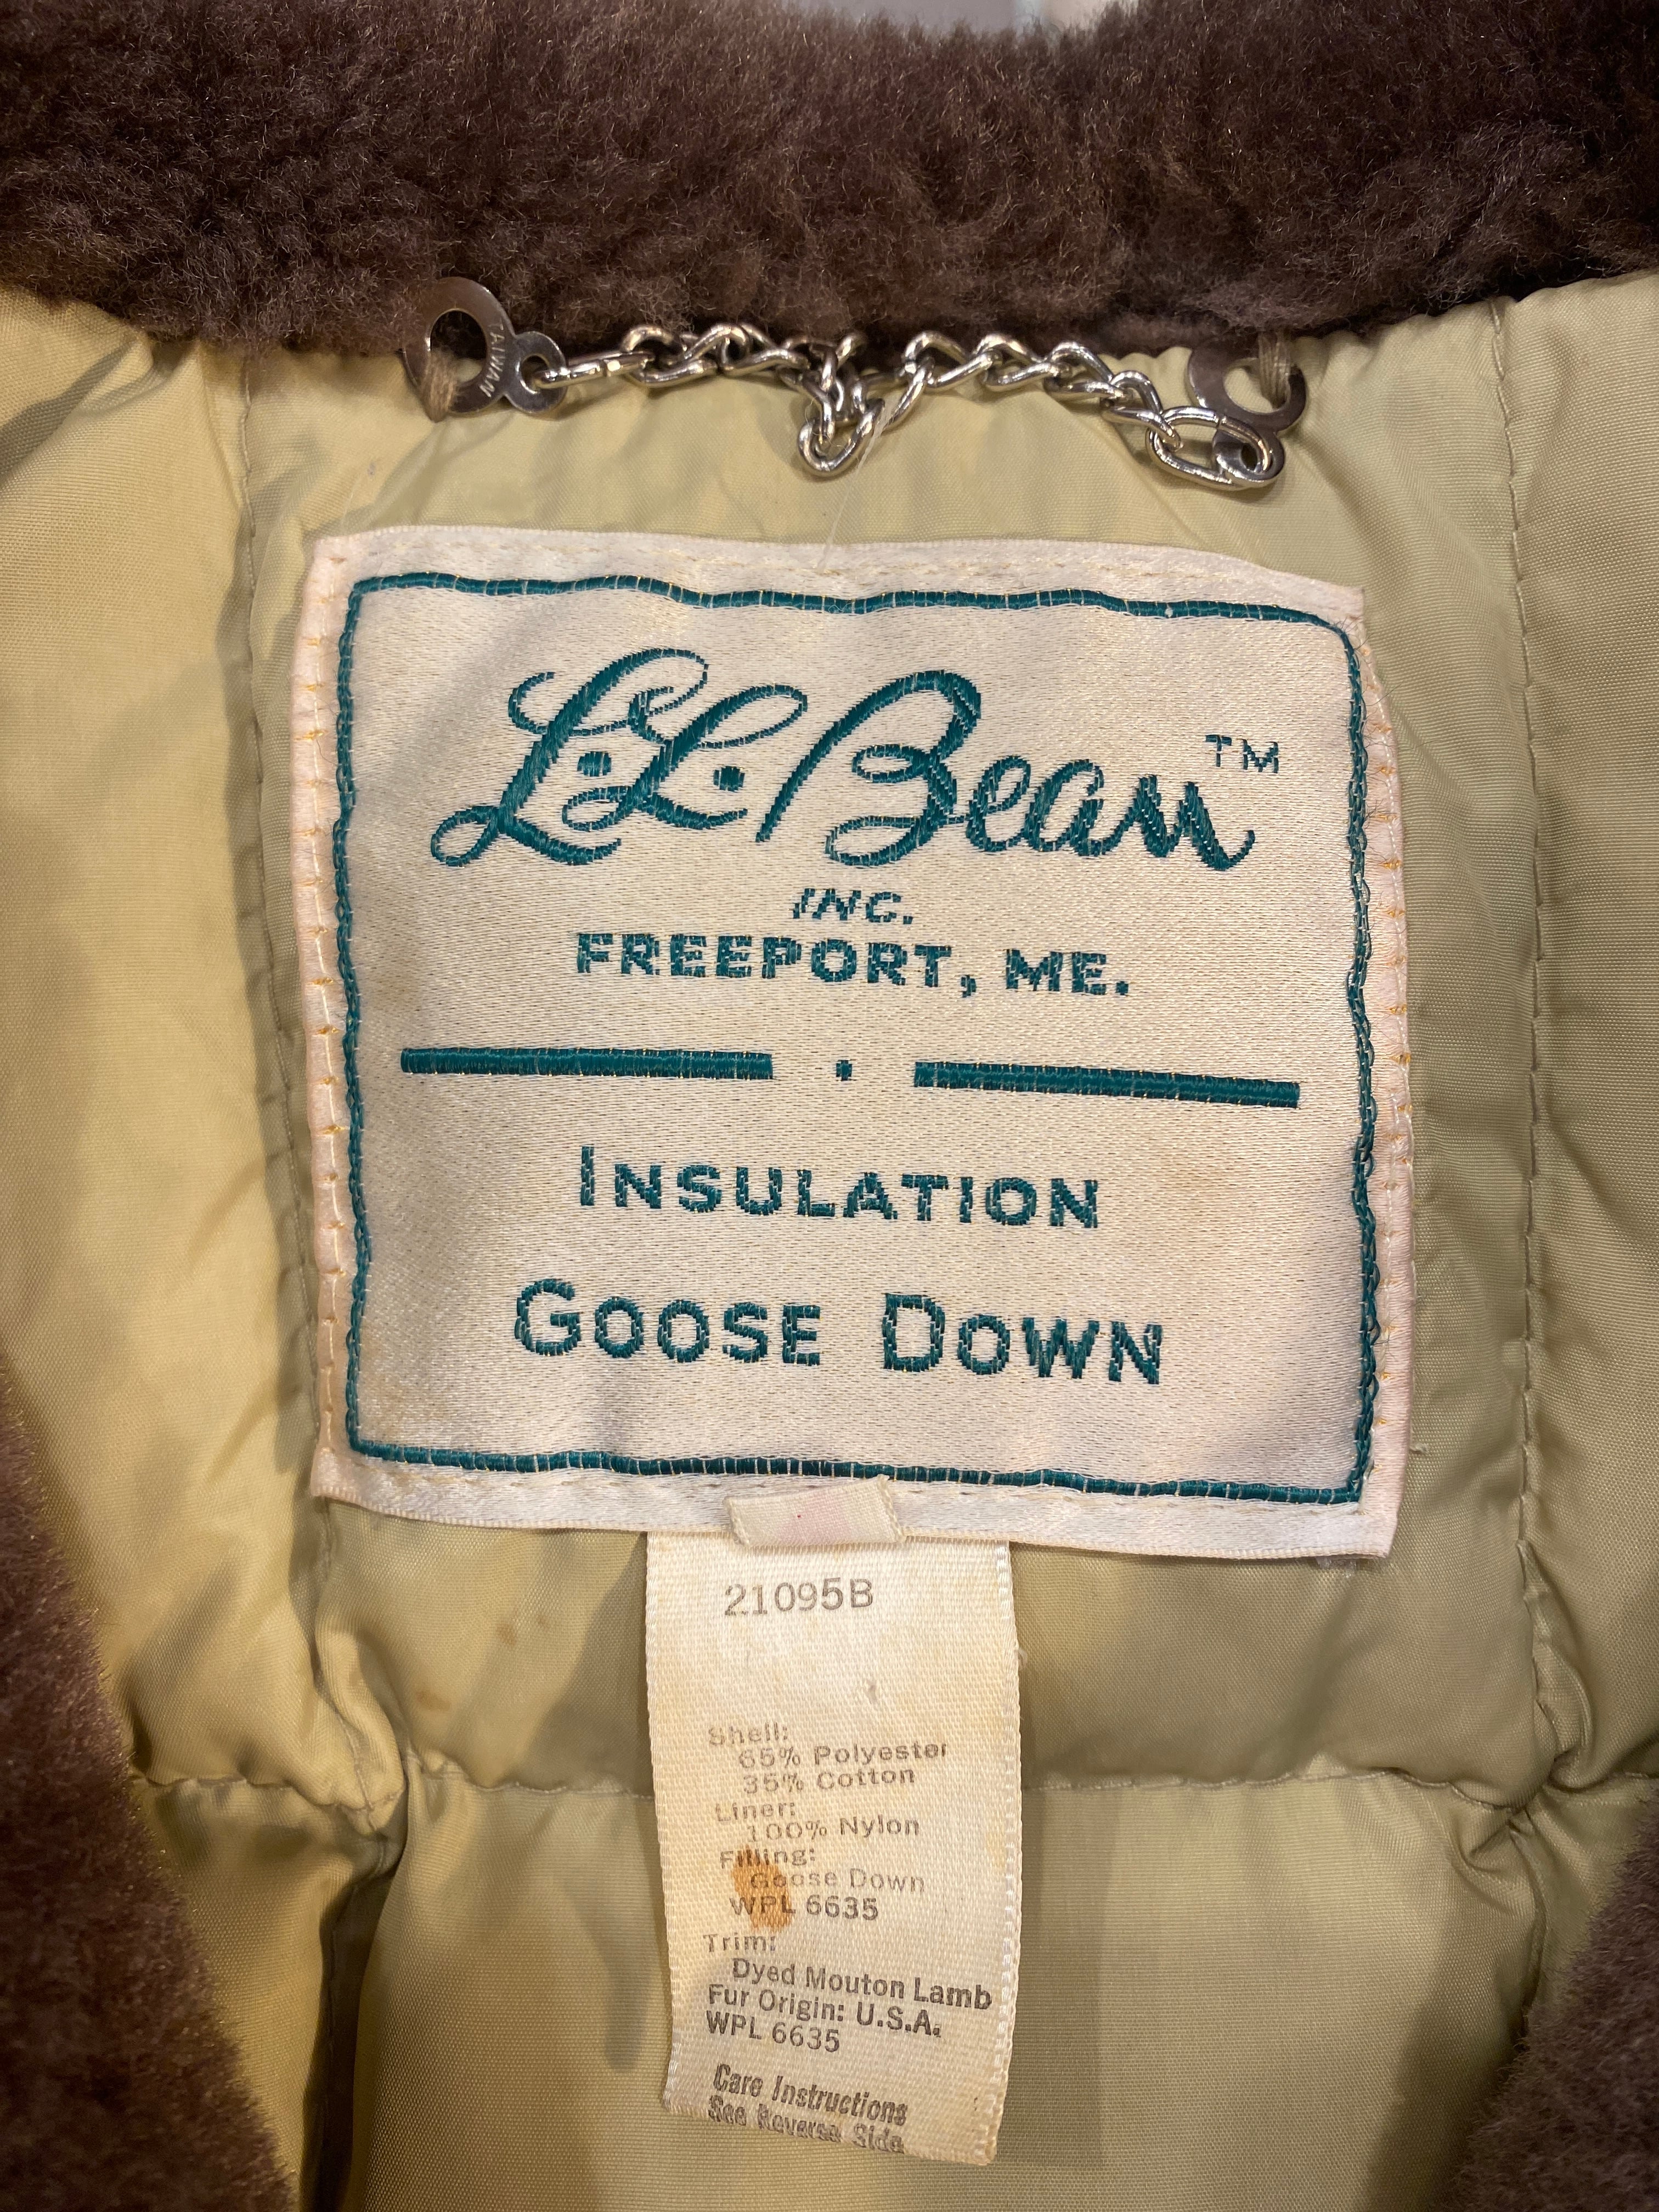 TAIWAN
L.L.Bean™
INC.
FREEPORT, ME.
INSULATION
GOOSE DOWN
21095B
Shell:
65% Polyester
35% Cotton
Liner:
100% Nylon
Filling:
Goose Down
WPL 6635
Trim:
Dyed Mouton Lamb
Fur Origin: U.S.A.
WPL 6635
Care Instructions
See Reverse Side